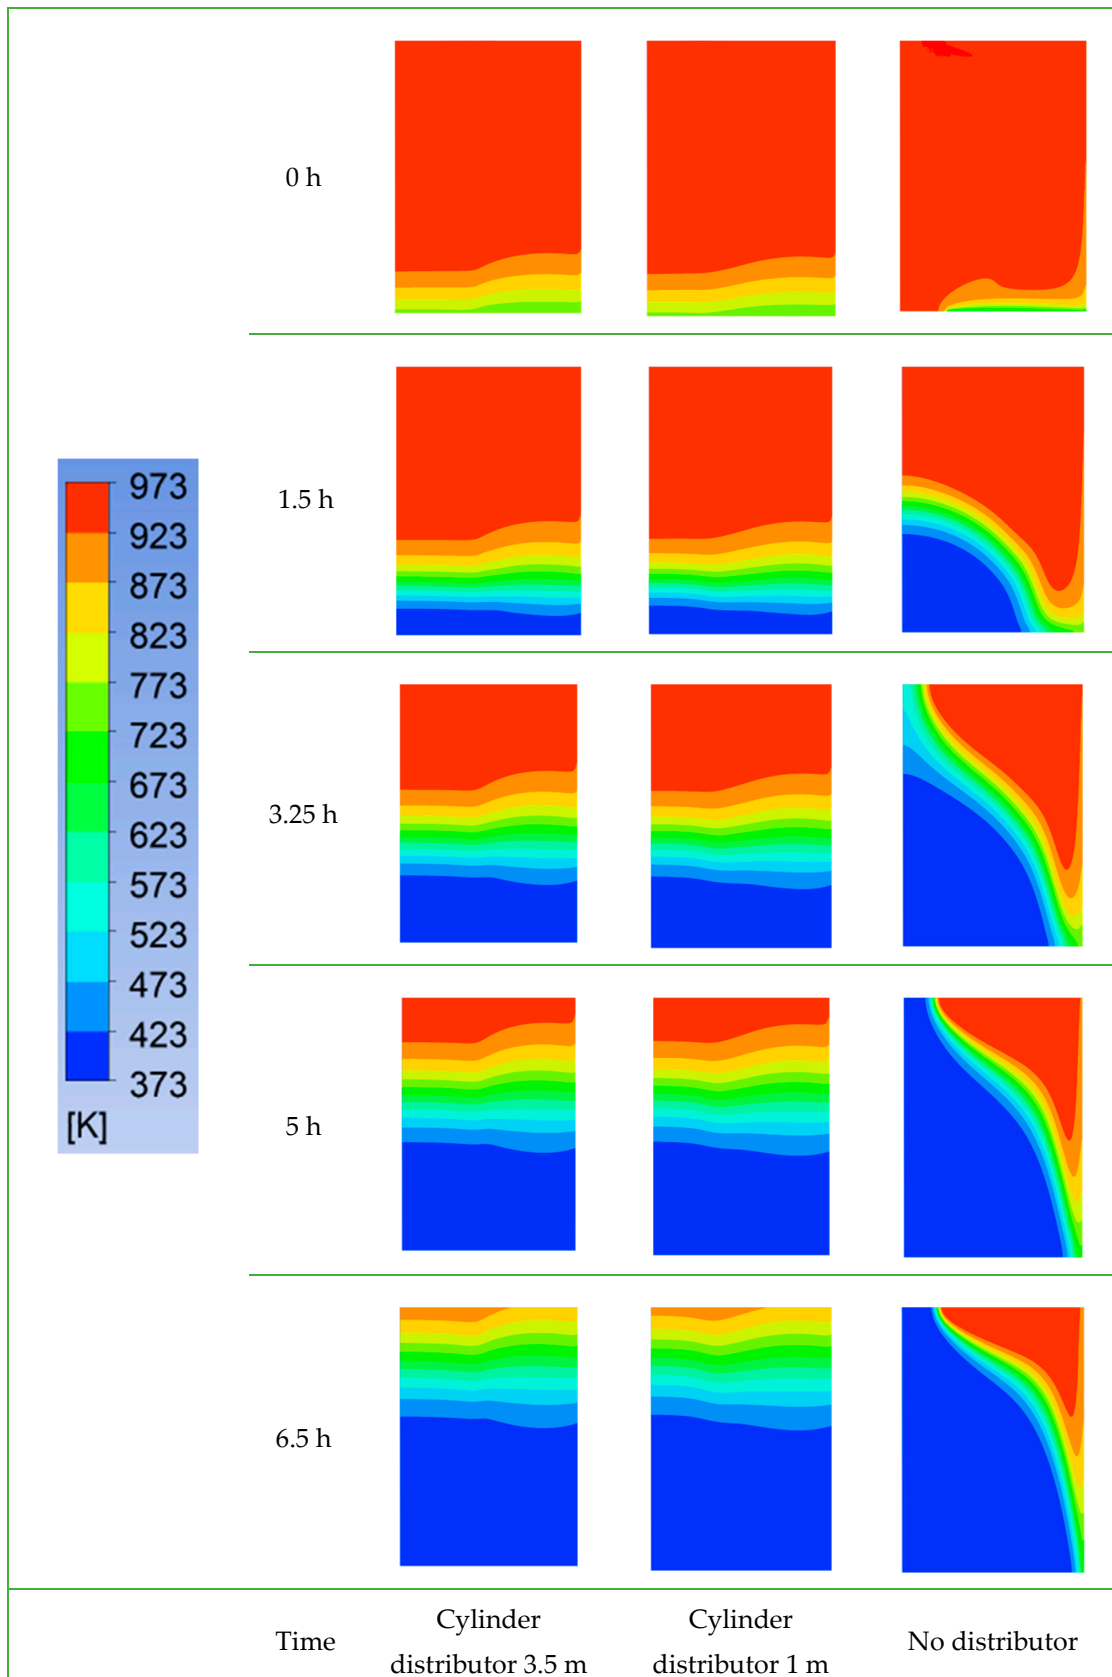 0 h
1.5 h
973
923
873
823
773
723
673
623
573
523
473
423
373
[K]
3.25 h
5 h
6.5 h
Time
Cylinder
distributor 3.5 m
Cylinder
distributor 1 m
No distributor